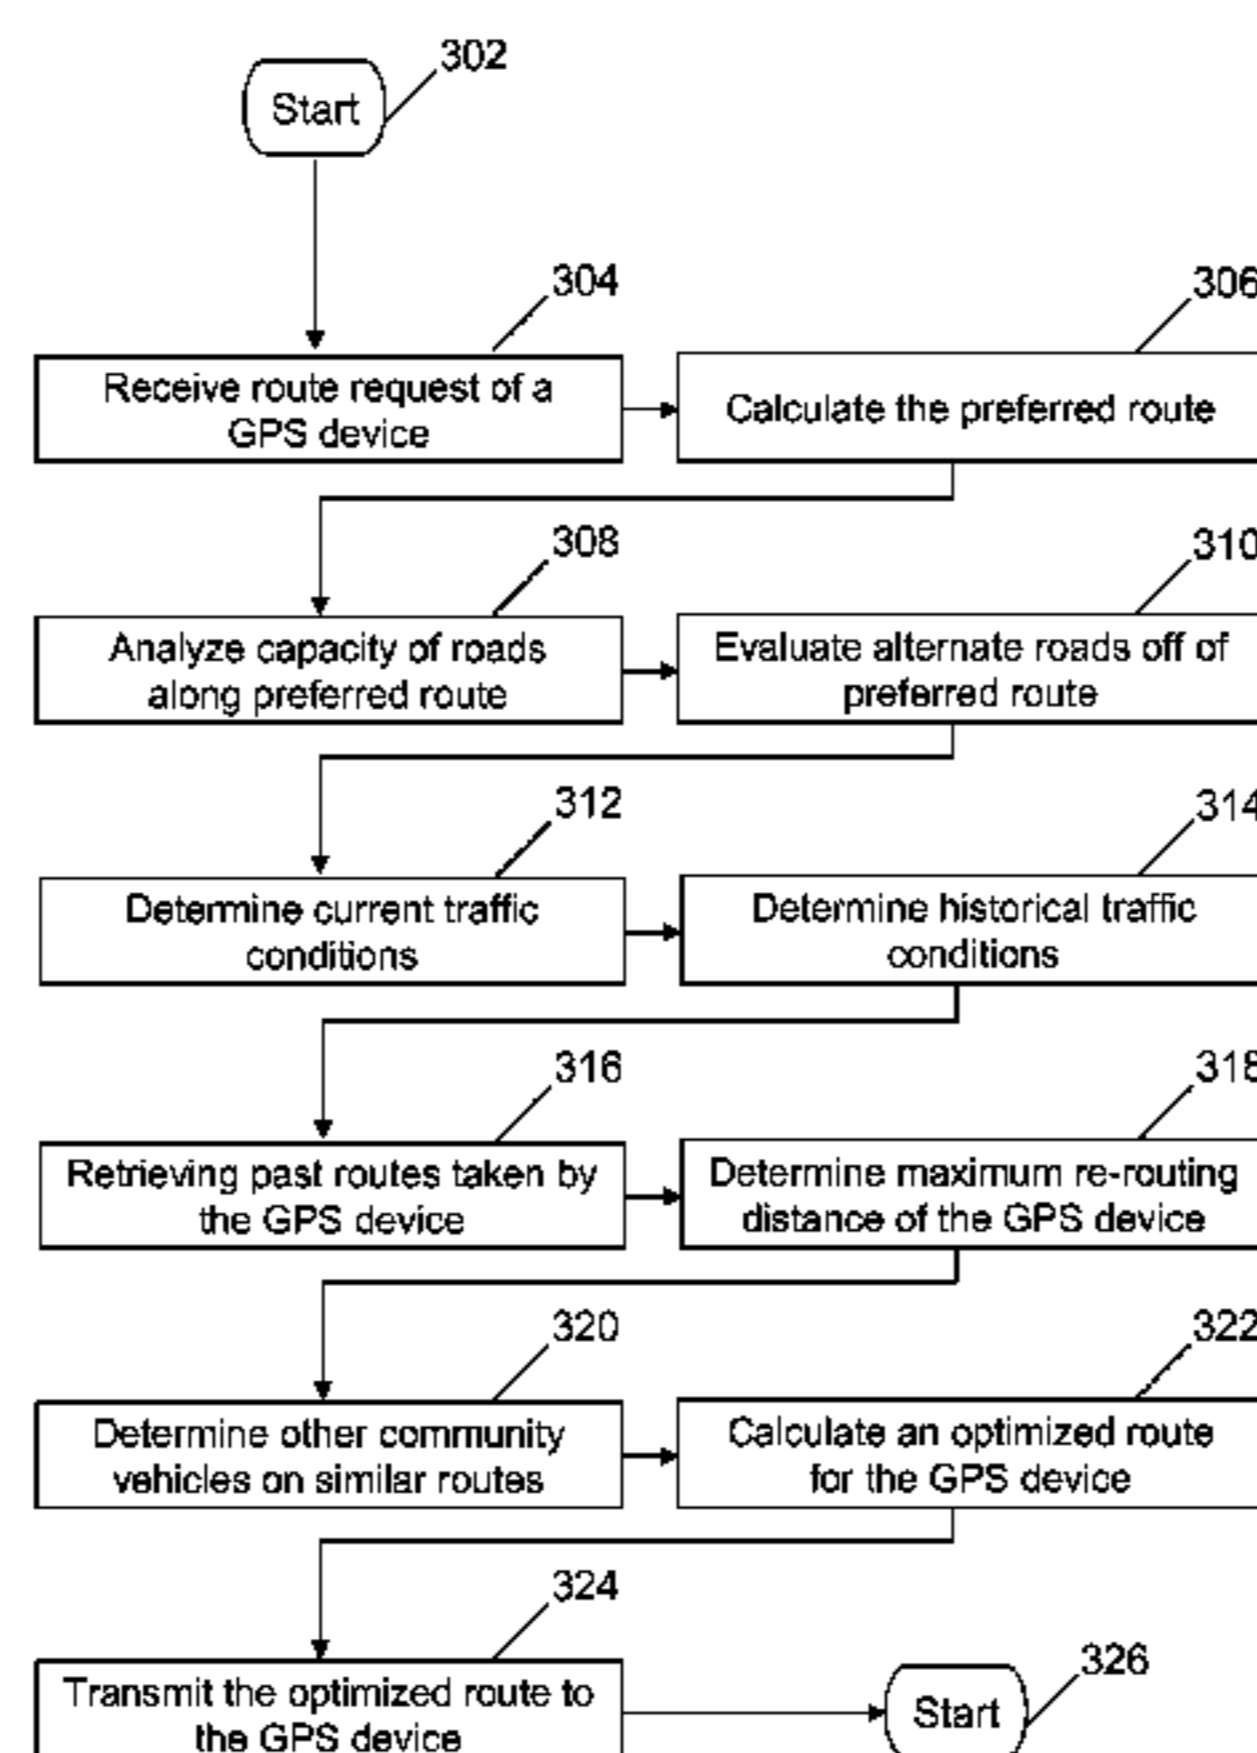 302
Start
304
306
Receive route request of a
GPS device
Calculate the preferred route
308
310
Analyze capacity of roads
along preferred route
Evaluate alternate roads off of
preferred route
312
314
Determine current traffic
conditions
Determine historical traffic
conditions
316
318
Retrieving past routes taken by
the GPS device
Determine maximum re-routing
distance of the GPS device
320
322
Determine other community
vehicles on similar routes
Calculate an optimized route
for the GPS device
324
326
Transmit the optimized route to
the GPS device
Start